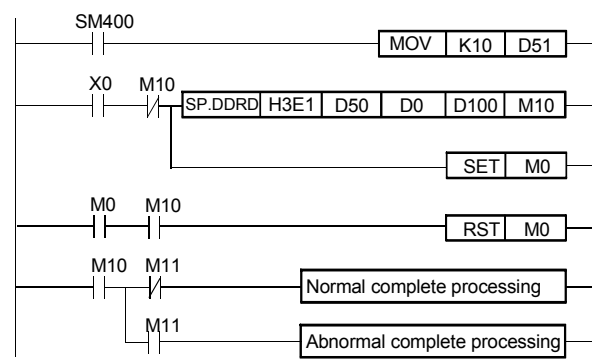 SM400
MOV K10 D51
X0 M10
SP.DDRD H3E1 D50 D0 D100 M10
SET M0
M0 M10
RST M0
M10 M11
Normal complete processing
M11
Abnormal complete processing